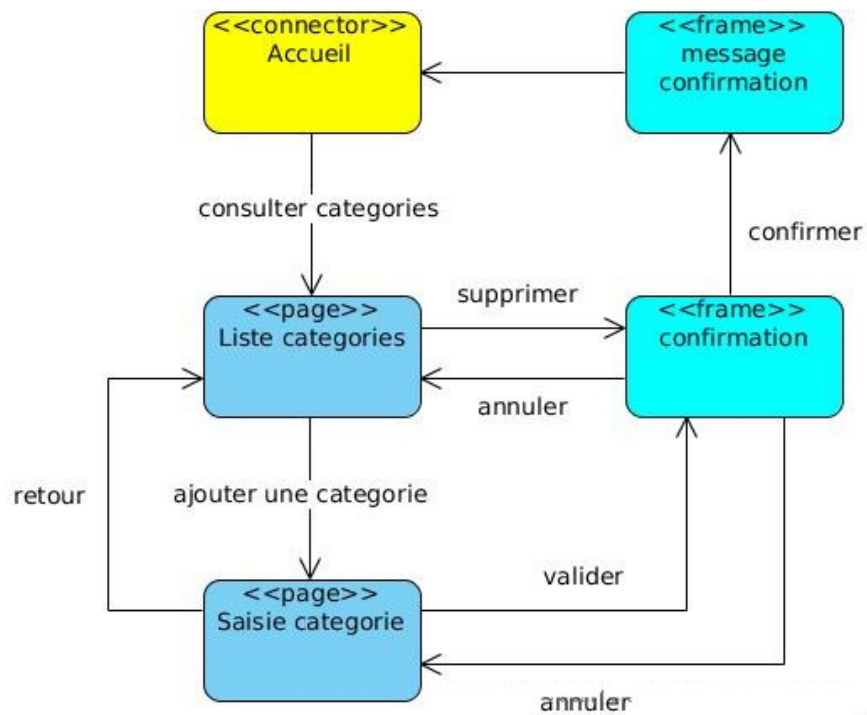 <<connector>>
Accueil
<<frame>>
message
confirmation
consulter categories
confirmer
<<page>>
Liste categories
supprimer
<<frame>>
confirmation
annuler
retour
ajouter une categorie
<<page>>
Saisie categorie
valider
annuler